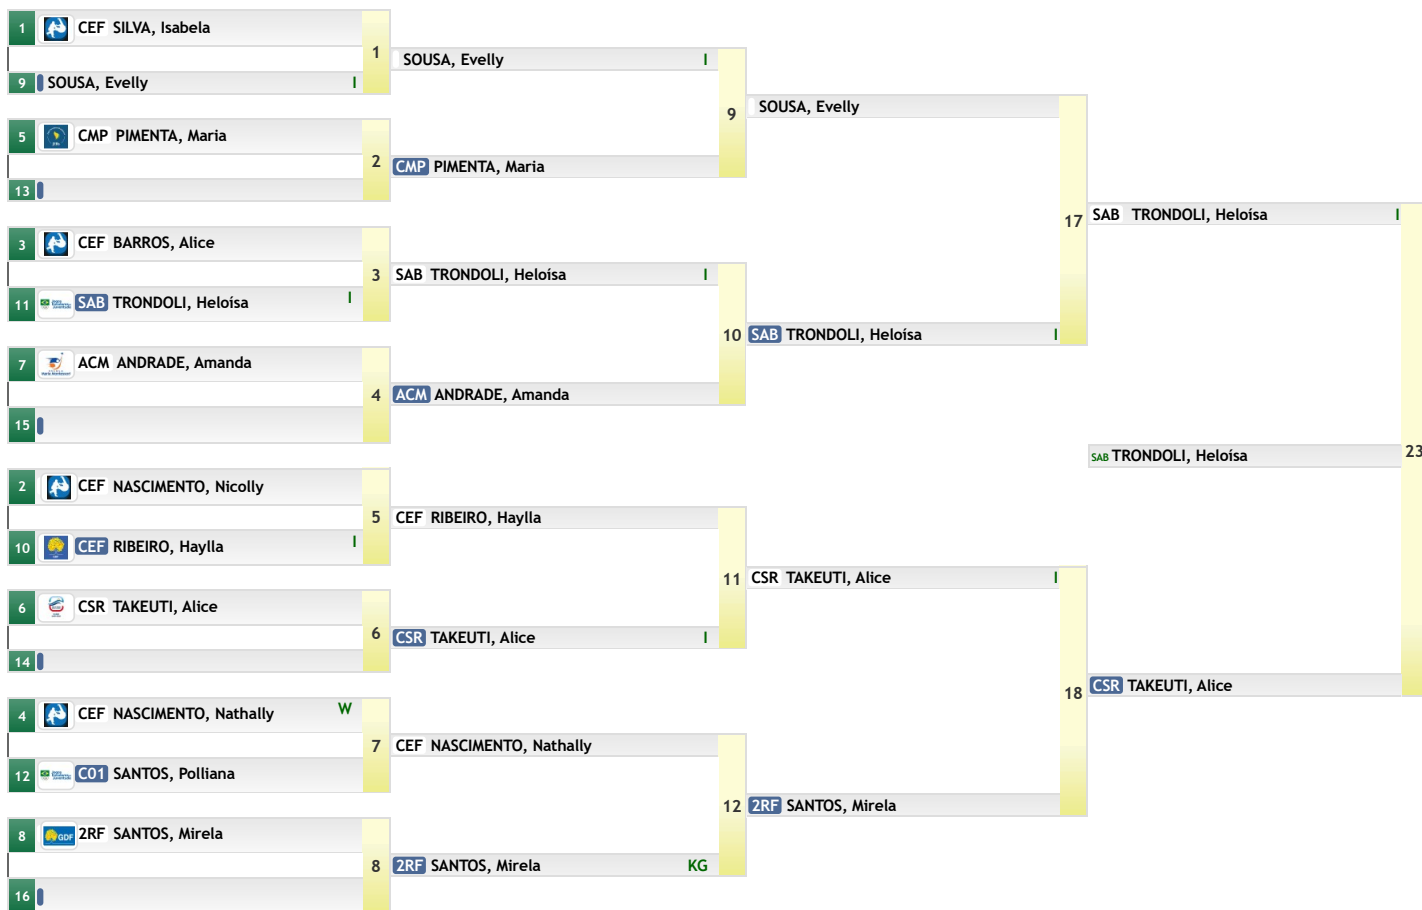 1 CEF SILVA, Isabela
1
9 SOUSA, Evelly I
SOUSA, Evelly I
9
SOUSA, Evelly
5 CMP PIMENTA, Maria
2
CMP PIMENTA, Maria
13
17
SAB TRONDOLI, Heloísa I
3 CEF BARROS, Alice
3
SAB TRONDOLI, Heloísa I
11 SAB TRONDOLI, Heloísa I
10
SAB TRONDOLI, Heloísa I
7 ACM ANDRADE, Amanda
4
ACM ANDRADE, Amanda
15
SAB TRONDOLI, Heloísa
23
2 CEF NASCIMENTO, Nicolly
5
CEF RIBEIRO, Haylla
10 CEF RIBEIRO, Haylla I
11
CSR TAKEUTI, Alice I
6 CSR TAKEUTI, Alice
6
CSR TAKEUTI, Alice I
14
18
CSR TAKEUTI, Alice
4 CEF NASCIMENTO, Nathally W
7
CEF NASCIMENTO, Nathally
12 C01 SANTOS, Polliana
12
2RF SANTOS, Mirela
8 GDF 2RF SANTOS, Mirela
8
2RF SANTOS, Mirela KG
16